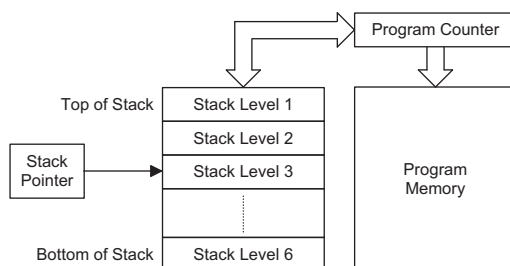 Program Counter
Top of Stack
Stack Level 1
Stack Level 2
Stack
Pointer
Stack Level 3
Program
Memory
Bottom of Stack
Stack Level 6